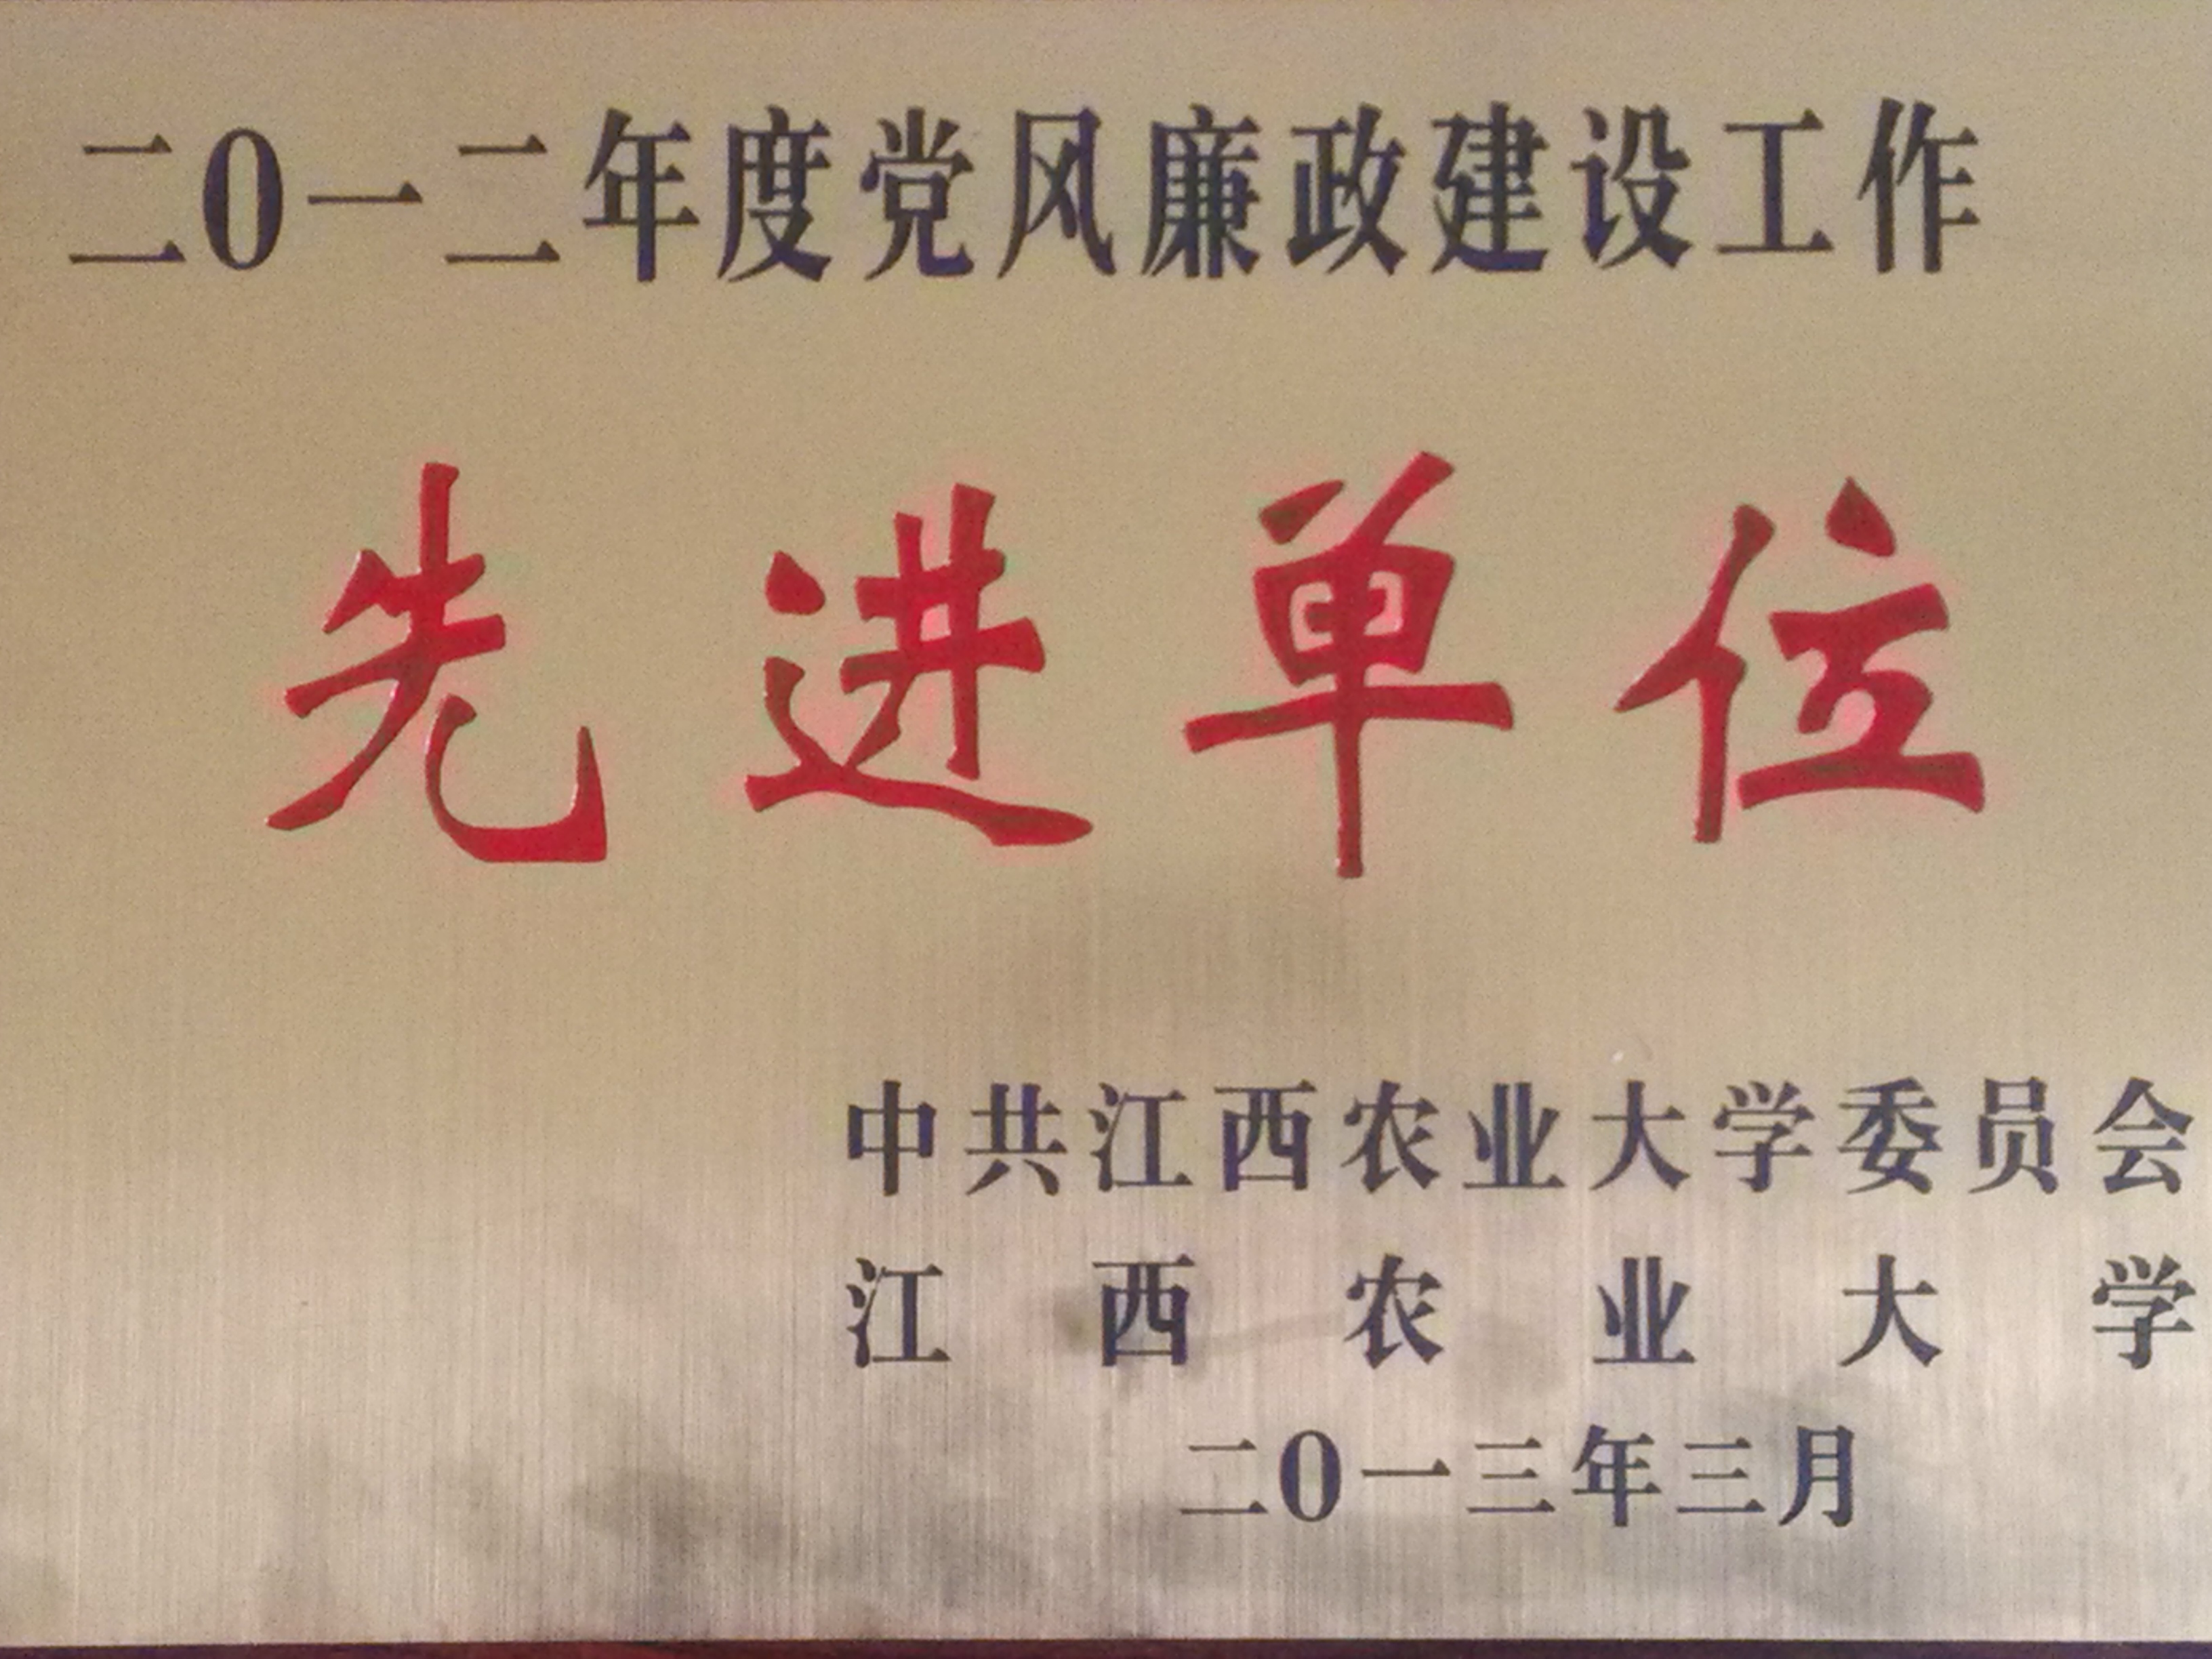 二0一二年度党风廉政建设工作
先进单位
中共江西农业大学委员会
江西农业大学
二0一三年三月